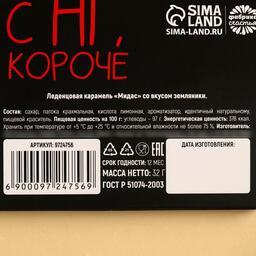 С НГ,
КОРОЧЕ
SIMA
LAND
SIMA-LAND.RU
фабрика
счастья
Леденцовая карамель «Мидас» со вкусом земляники.
Состав: сахар, патока крахмальная, кислота лимонная, ароматизатор, идентичный натуральному,
пищевой краситель. Пищевая ценность на 100 г: углеводы – 97 г. Энергетическая ценность: 378 ккал.
Хранить при температуре от +5 °C до +25 °C и относительной влажности не более 75 %. Изготовитель:
Артикул: 9724756
6 900097 247569
EAC
СРОК ГОДНОСТИ: 12 МЕС
МАССА НЕТТО: 32 Г
ГОСТ Р 51074-2003
ДАТА ИЗГОТОВЛЕНИЯ: